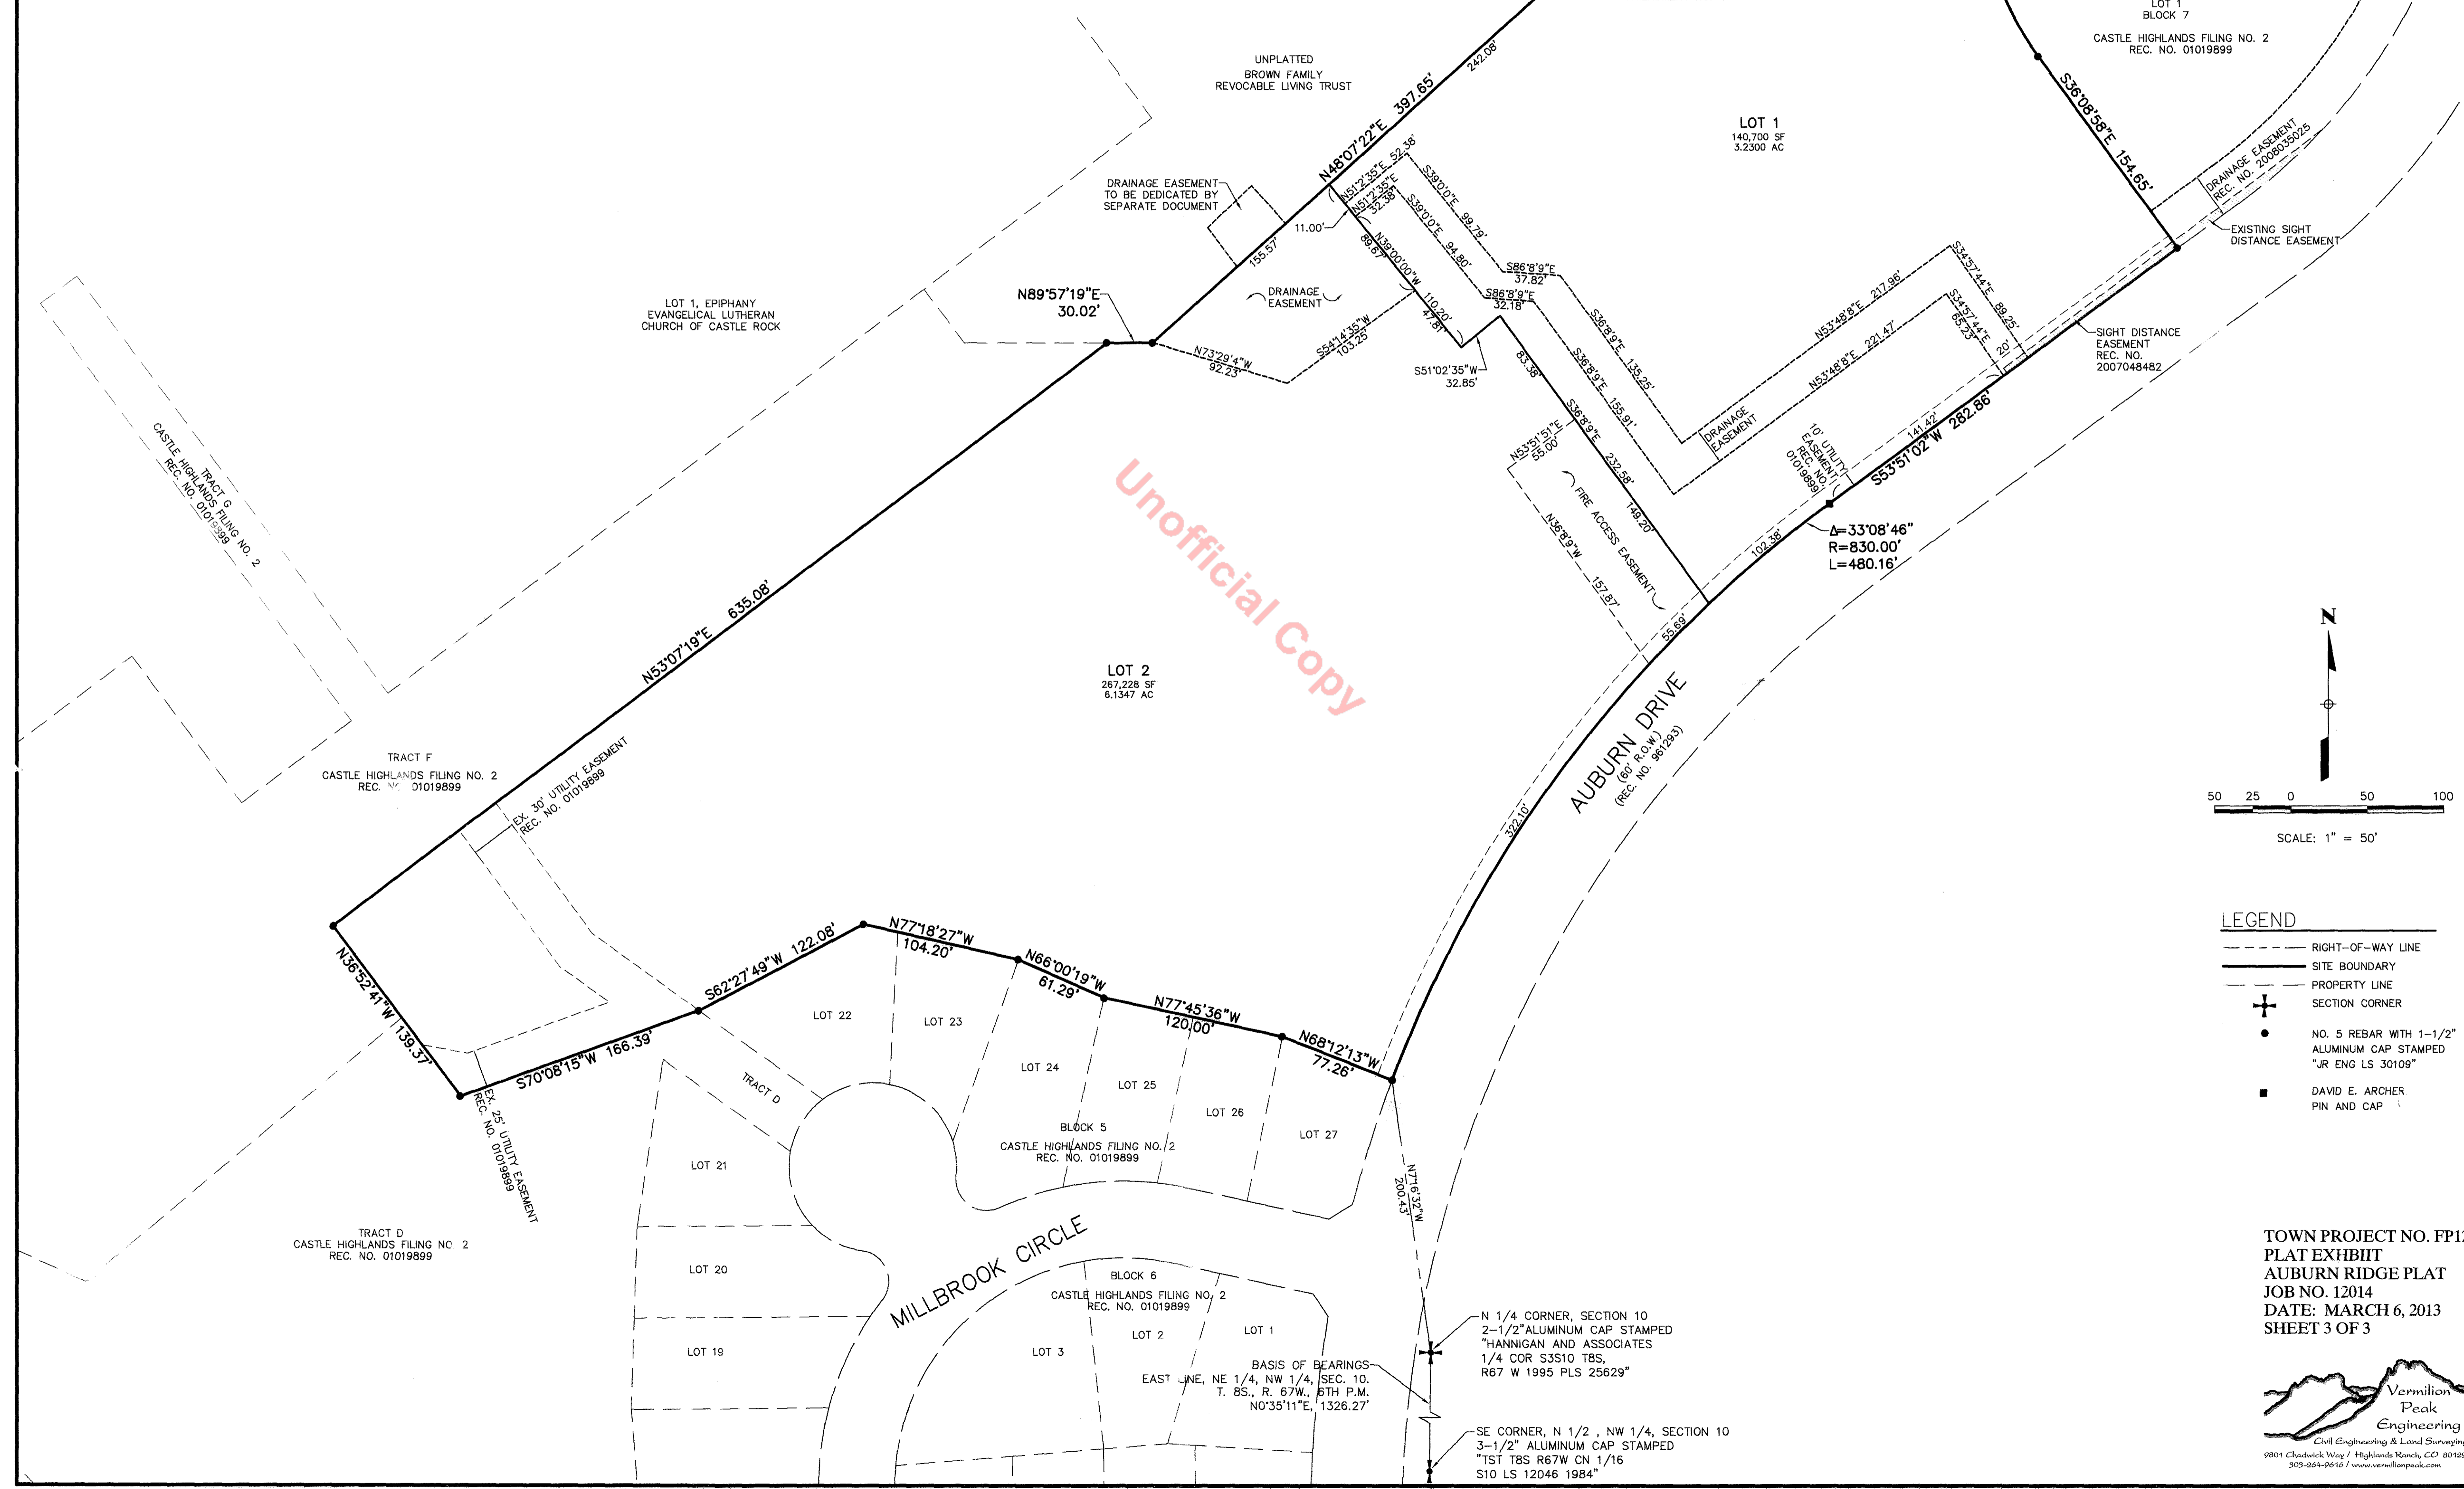 LOT 1
BLOCK 7
CASTLE HIGHLANDS FILING NO. 2
REC. NO. 01019899
UNPLATTED
BROWN FAMILY
REVOCABLE LIVING TRUST
242.08'
N48°07'22"E 397.65'
S36°08'58"E 154.65'
LOT 1
140,700 SF
3.2300 AC
DRAINAGE EASEMENT
REC. NO. 2008035025
DRAINAGE EASEMENT
TO BE DEDICATED BY
SEPARATE DOCUMENT
N51°2'35"E 52.38'
N51°2'35"E
32.38'
S39°0'0"E 99.79'
S39°0'0"E 94.80'
11.00'
155.57'
N39°00'00"W 110.20'
89.67'
47.81'
EXISTING SIGHT
DISTANCE EASEMENT
S86°8'9"E
37.82'
S86°8'9"E
32.18'
N89°57'19"E
30.02'
DRAINAGE
EASEMENT
LOT 1, EPIPHANY
EVANGELICAL LUTHERAN
CHURCH OF CASTLE ROCK
N53°48'8"E 217.96'
N53°48'8"E 221.47'
S34°57'44"E 89.25'
S34°57'44"E
65.23'
20'
SIGHT DISTANCE
EASEMENT
REC. NO.
2007048482
N73°29'4"W
92.23'
S54°14'35"W
103.25'
S51°02'35"W
32.85'
83.38'
S36°8'9"E 135.25'
S36°8'9"E 155.91'
S36°8'9"E 232.58'
149.20'
N53°51'51"E
55.00'
DRAINAGE
EASEMENT
10' UTILITY
EASEMENT
REC. NO.
01019899
141.42'
S53°51'02"W 282.86'
TRACT G
CASTLE HIGHLANDS FILING NO. 2
REC. NO. 01019899
FIRE ACCESS EASEMENT
N36°8'9"W 157.87'
102.38'
Δ=33°08'46"
R=830.00'
L=480.16'
Unofficial Copy
N53°07'19"E 635.08'
55.69'
LOT 2
267,228 SF
6.1347 AC
AUBURN DRIVE
(60' R.O.W.)
(REC. NO. 961293)
322.10'
N
50 25 0 50 100
SCALE: 1" = 50'
TRACT F
CASTLE HIGHLANDS FILING NO. 2
REC. NO. 01019899
EX. 30' UTILITY EASEMENT
REC. NO. 01019899
LEGEND
RIGHT-OF-WAY LINE
SITE BOUNDARY
PROPERTY LINE
SECTION CORNER
NO. 5 REBAR WITH 1-1/2"
ALUMINUM CAP STAMPED
"JR ENG LS 30109"
DAVID E. ARCHER
PIN AND CAP
N36°52'41"W 139.37'
S70°08'15"W 166.39'
S62°27'49"W 122.08'
N77°18'27"W
104.20'
N66°00'19"W
61.29'
N77°45'36"W
120.00'
N68°12'13"W
77.26'
LOT 22
LOT 23
LOT 24
LOT 25
LOT 26
LOT 27
BLOCK 5
CASTLE HIGHLANDS FILING NO. 2
REC. NO. 01019899
TRACT D
EX. 25' UTILITY EASEMENT
REC. NO. 01019899
LOT 21
N7°16'32"W
200.43'
TRACT D
CASTLE HIGHLANDS FILING NO. 2
REC. NO. 01019899
LOT 20
LOT 19
MILLBROOK CIRCLE
BLOCK 6
CASTLE HIGHLANDS FILING NO. 2
REC. NO. 01019899
LOT 3
LOT 2
LOT 1
BASIS OF BEARINGS
EAST LINE, NE 1/4, NW 1/4, SEC. 10.
T. 8S., R. 67W., 6TH P.M.
N0°35'11"E, 1326.27'
N 1/4 CORNER, SECTION 10
2-1/2"ALUMINUM CAP STAMPED
"HANNIGAN AND ASSOCIATES
1/4 COR S3S10 T8S,
R67 W 1995 PLS 25629"
SE CORNER, N 1/2 , NW 1/4, SECTION 10
3-1/2" ALUMINUM CAP STAMPED
"TST T8S R67W CN 1/16
S10 LS 12046 1984"
TOWN PROJECT NO. FP12
PLAT EXHBIIT
AUBURN RIDGE PLAT
JOB NO. 12014
DATE: MARCH 6, 2013
SHEET 3 OF 3
Vermilion
Peak
Engineering
Civil Engineering & Land Surveying
9801 Chadwick Way / Highlands Ranch, CO 80129
303-264-9616 / www.vermilionpeak.com